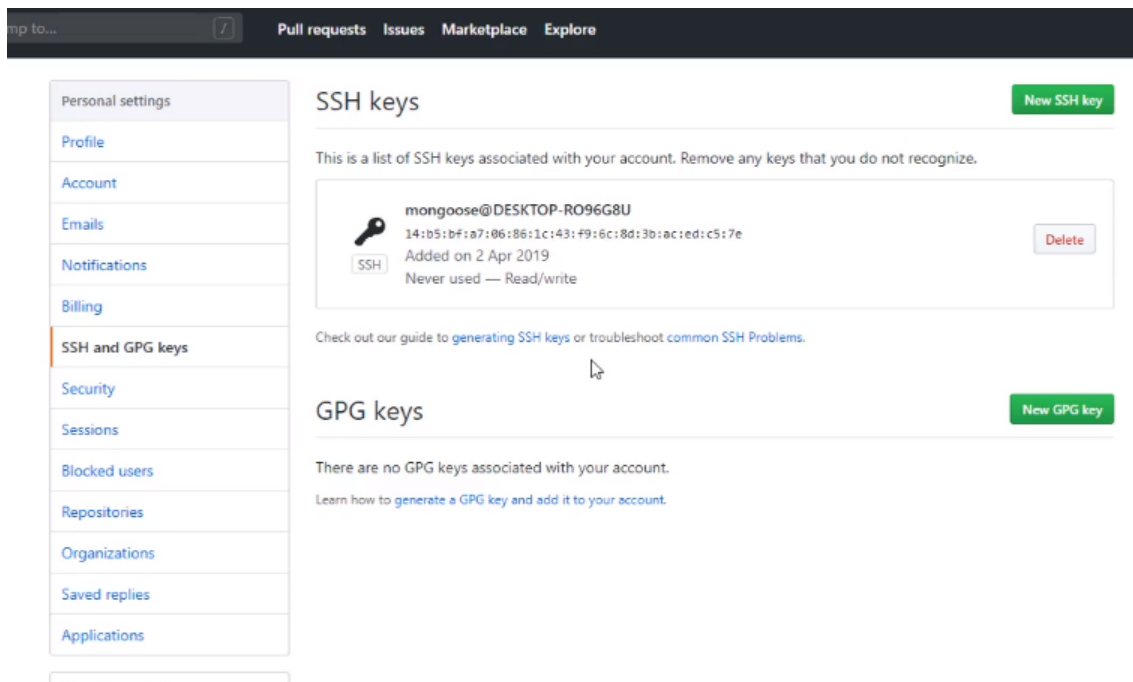 mp to... /
Pull requests Issues Marketplace Explore
Personal settings
Profile
Account
Emails
Notifications
Billing
SSH and GPG keys
Security
Sessions
Blocked users
Repositories
Organizations
Saved replies
Applications
SSH keys
New SSH key
This is a list of SSH keys associated with your account. Remove any keys that you do not recognize.
mongoose@DESKTOP-RO96G8U
14:b5:bf:a7:06:86:1c:43:f9:6c:8d:3b:ac:ed:c5:7e
Added on 2 Apr 2019
Never used — Read/write
SSH
Delete
Check out our guide to generating SSH keys or troubleshoot common SSH Problems.
GPG keys
New GPG key
There are no GPG keys associated with your account.
Learn how to generate a GPG key and add it to your account.